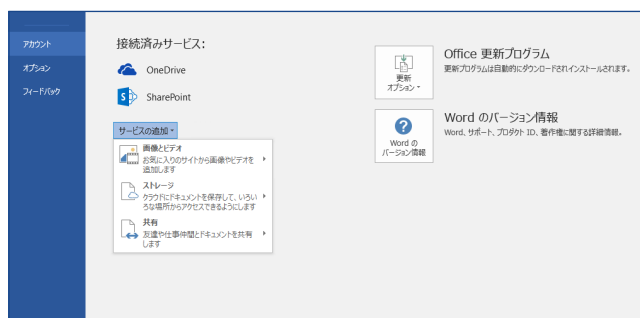 アカウント
オプション
フィードバック
接続済みサービス:
OneDrive
SharePoint
サービスの追加
画像とビデオ
お気に入りのサイトから画像やビデオを
追加します
ストレージ
クラウドにドキュメントを保存して、いろい
ろな場所からアクセスできるようにします
共有
友達や仕事仲間とドキュメントを共有
します
更新
オプション
Office 更新プログラム
更新プログラムは自動的にダウンロードされインストールされます。
Word の
バージョン情報
Word のバージョン情報
Word、サポート、プロダクト ID、著作権に関する詳細情報。